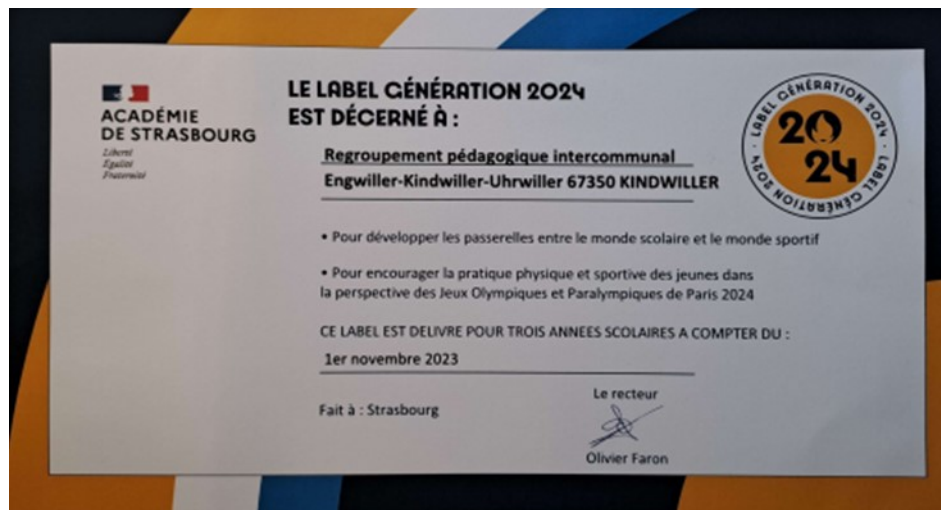 ACADÉMIE
DE STRASBOURG
Liberté
Égalité
Fraternité
LE LABEL GÉNÉRATION 2024
EST DÉCERNÉ À :
Regroupement pédagogique intercommunal
Engwiller-Kindwiller-Uhrwiller 67350 KINDWILLER
LABEL GÉNÉRATION 2024 · LABEL GÉNÉRATION 2024 ·
20
24
• Pour développer les passerelles entre le monde scolaire et le monde sportif
• Pour encourager la pratique physique et sportive des jeunes dans
la perspective des Jeux Olympiques et Paralympiques de Paris 2024
CE LABEL EST DELIVRE POUR TROIS ANNEES SCOLAIRES A COMPTER DU :
1er novembre 2023
Fait à : Strasbourg
Le recteur
Olivier Faron